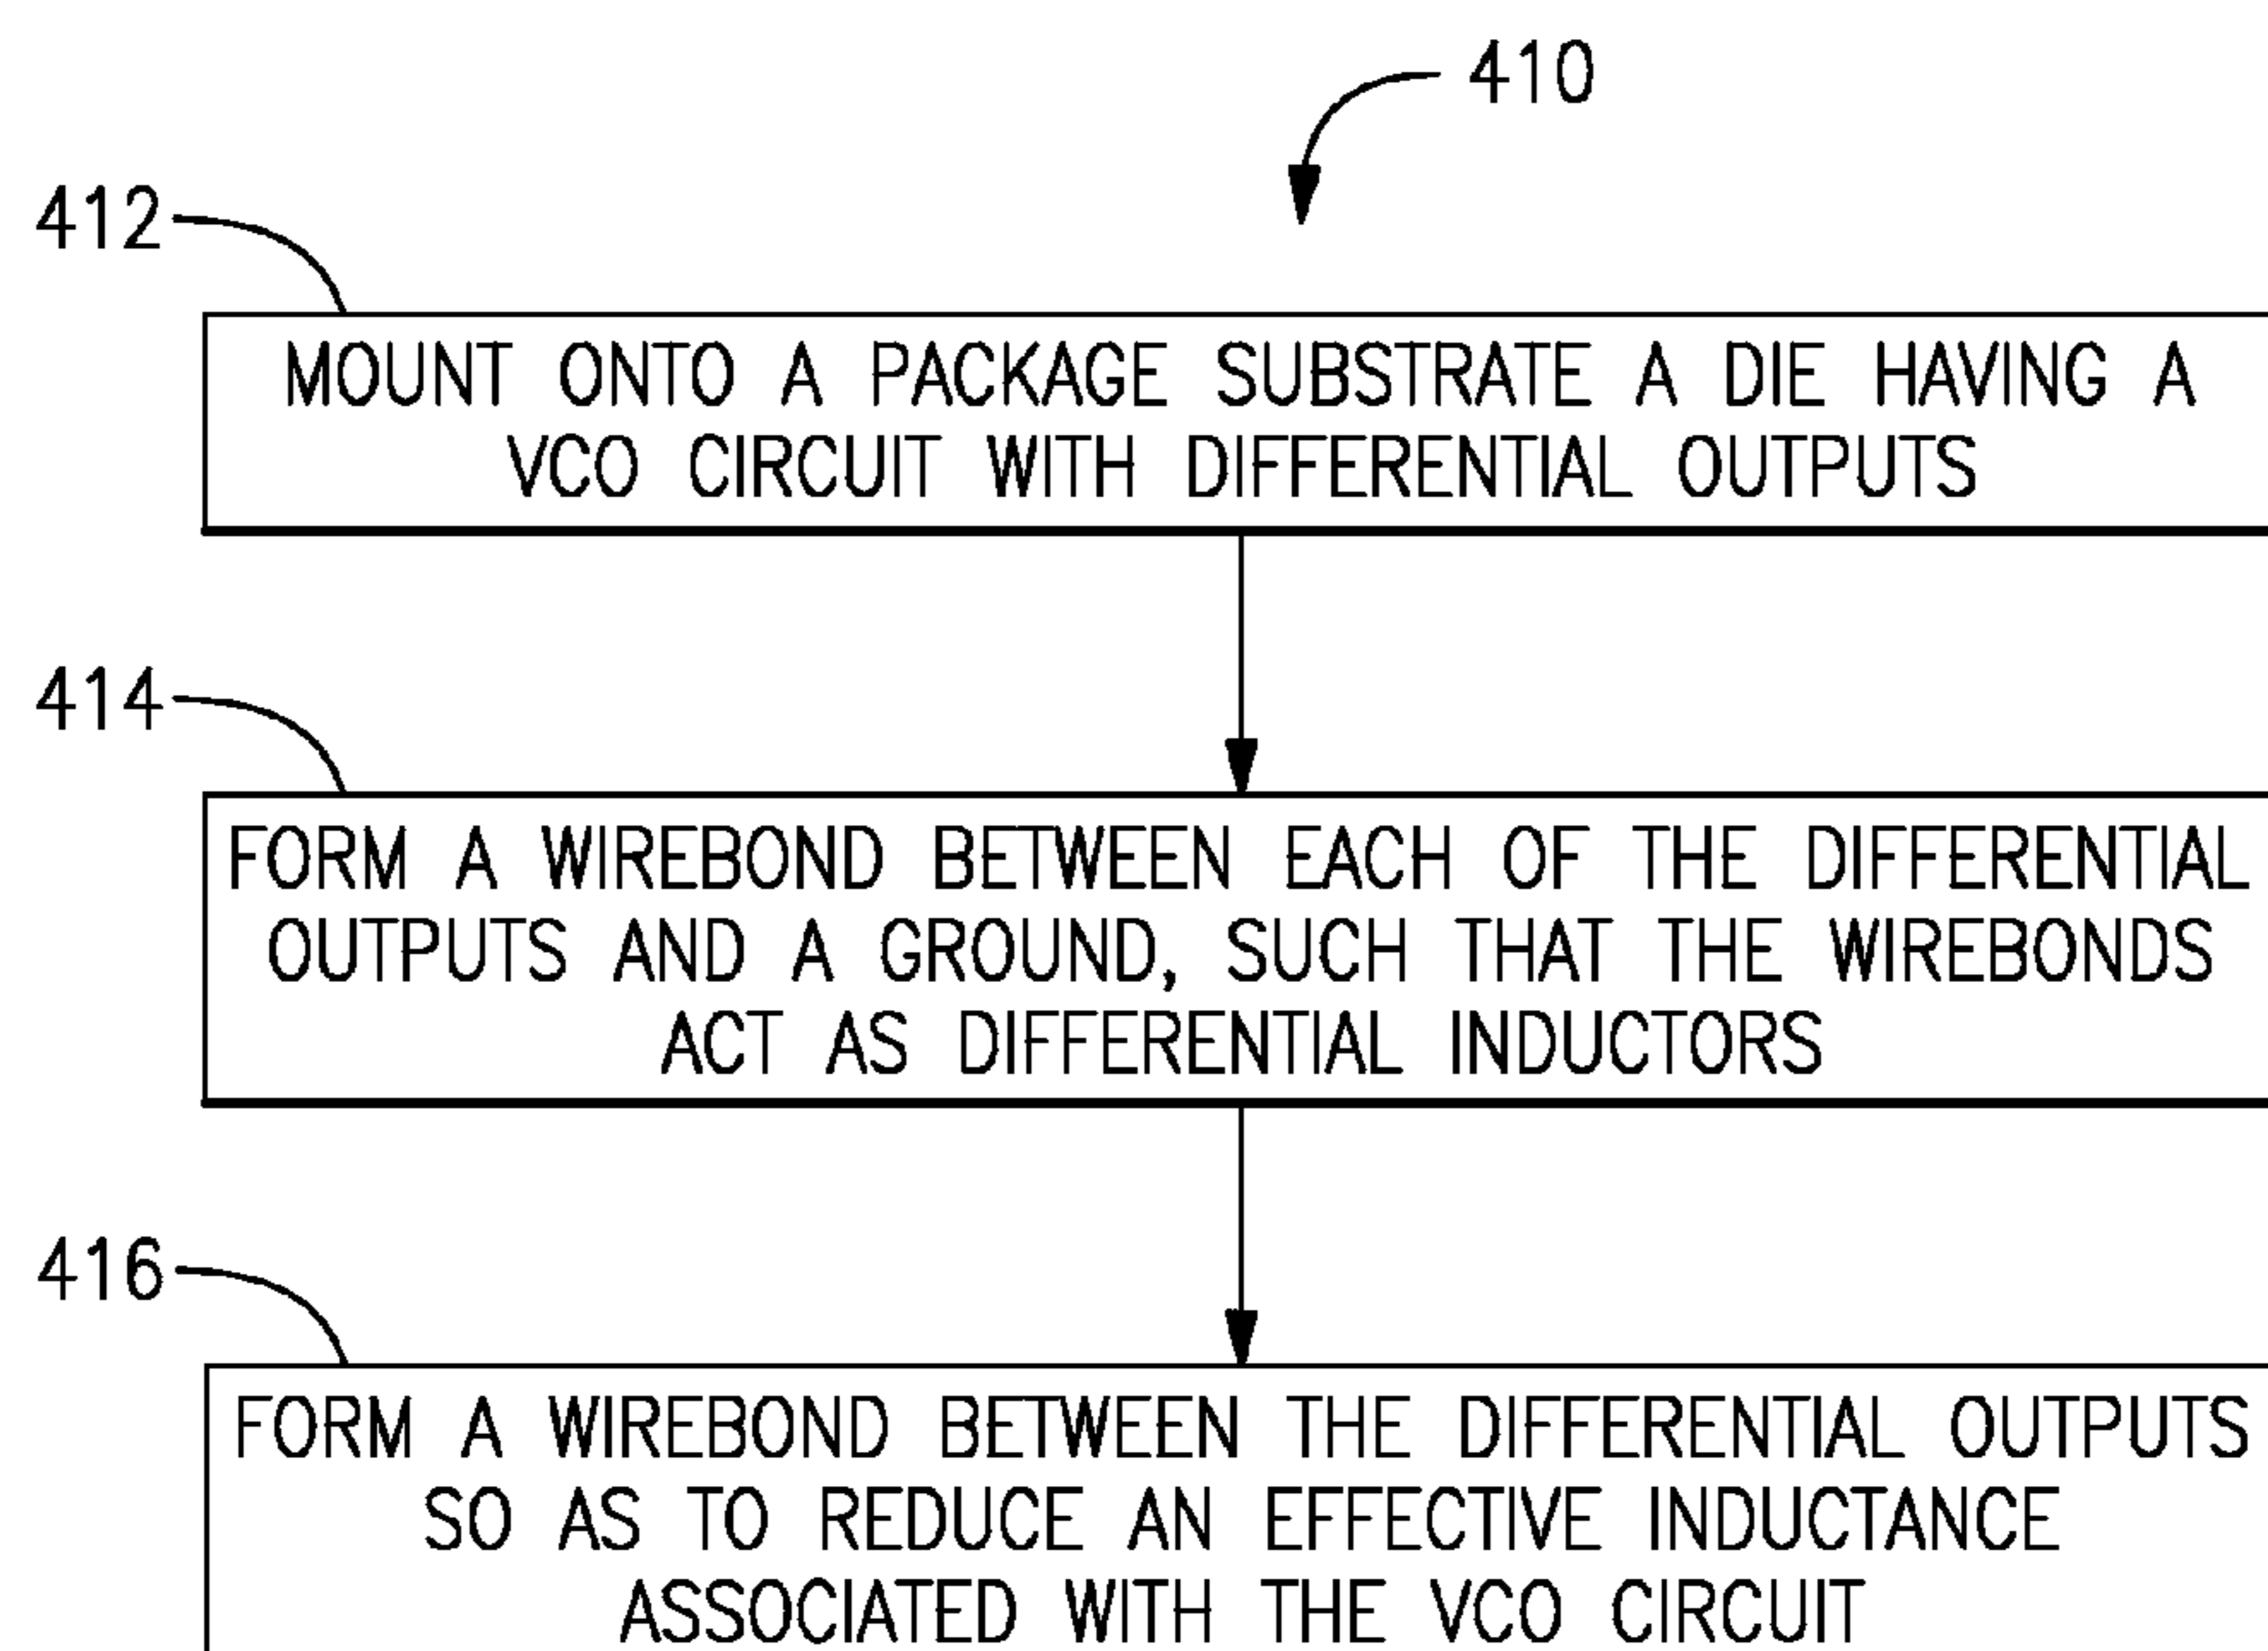 410
412
MOUNT ONTO A PACKAGE SUBSTRATE A DIE HAVING A
VCO CIRCUIT WITH DIFFERENTIAL OUTPUTS
414
FORM A WIREBOND BETWEEN EACH OF THE DIFFERENTIAL
OUTPUTS AND A GROUND, SUCH THAT THE WIREBONDS
ACT AS DIFFERENTIAL INDUCTORS
416
FORM A WIREBOND BETWEEN THE DIFFERENTIAL OUTPUTS
SO AS TO REDUCE AN EFFECTIVE INDUCTANCE
ASSOCIATED WITH THE VCO CIRCUIT